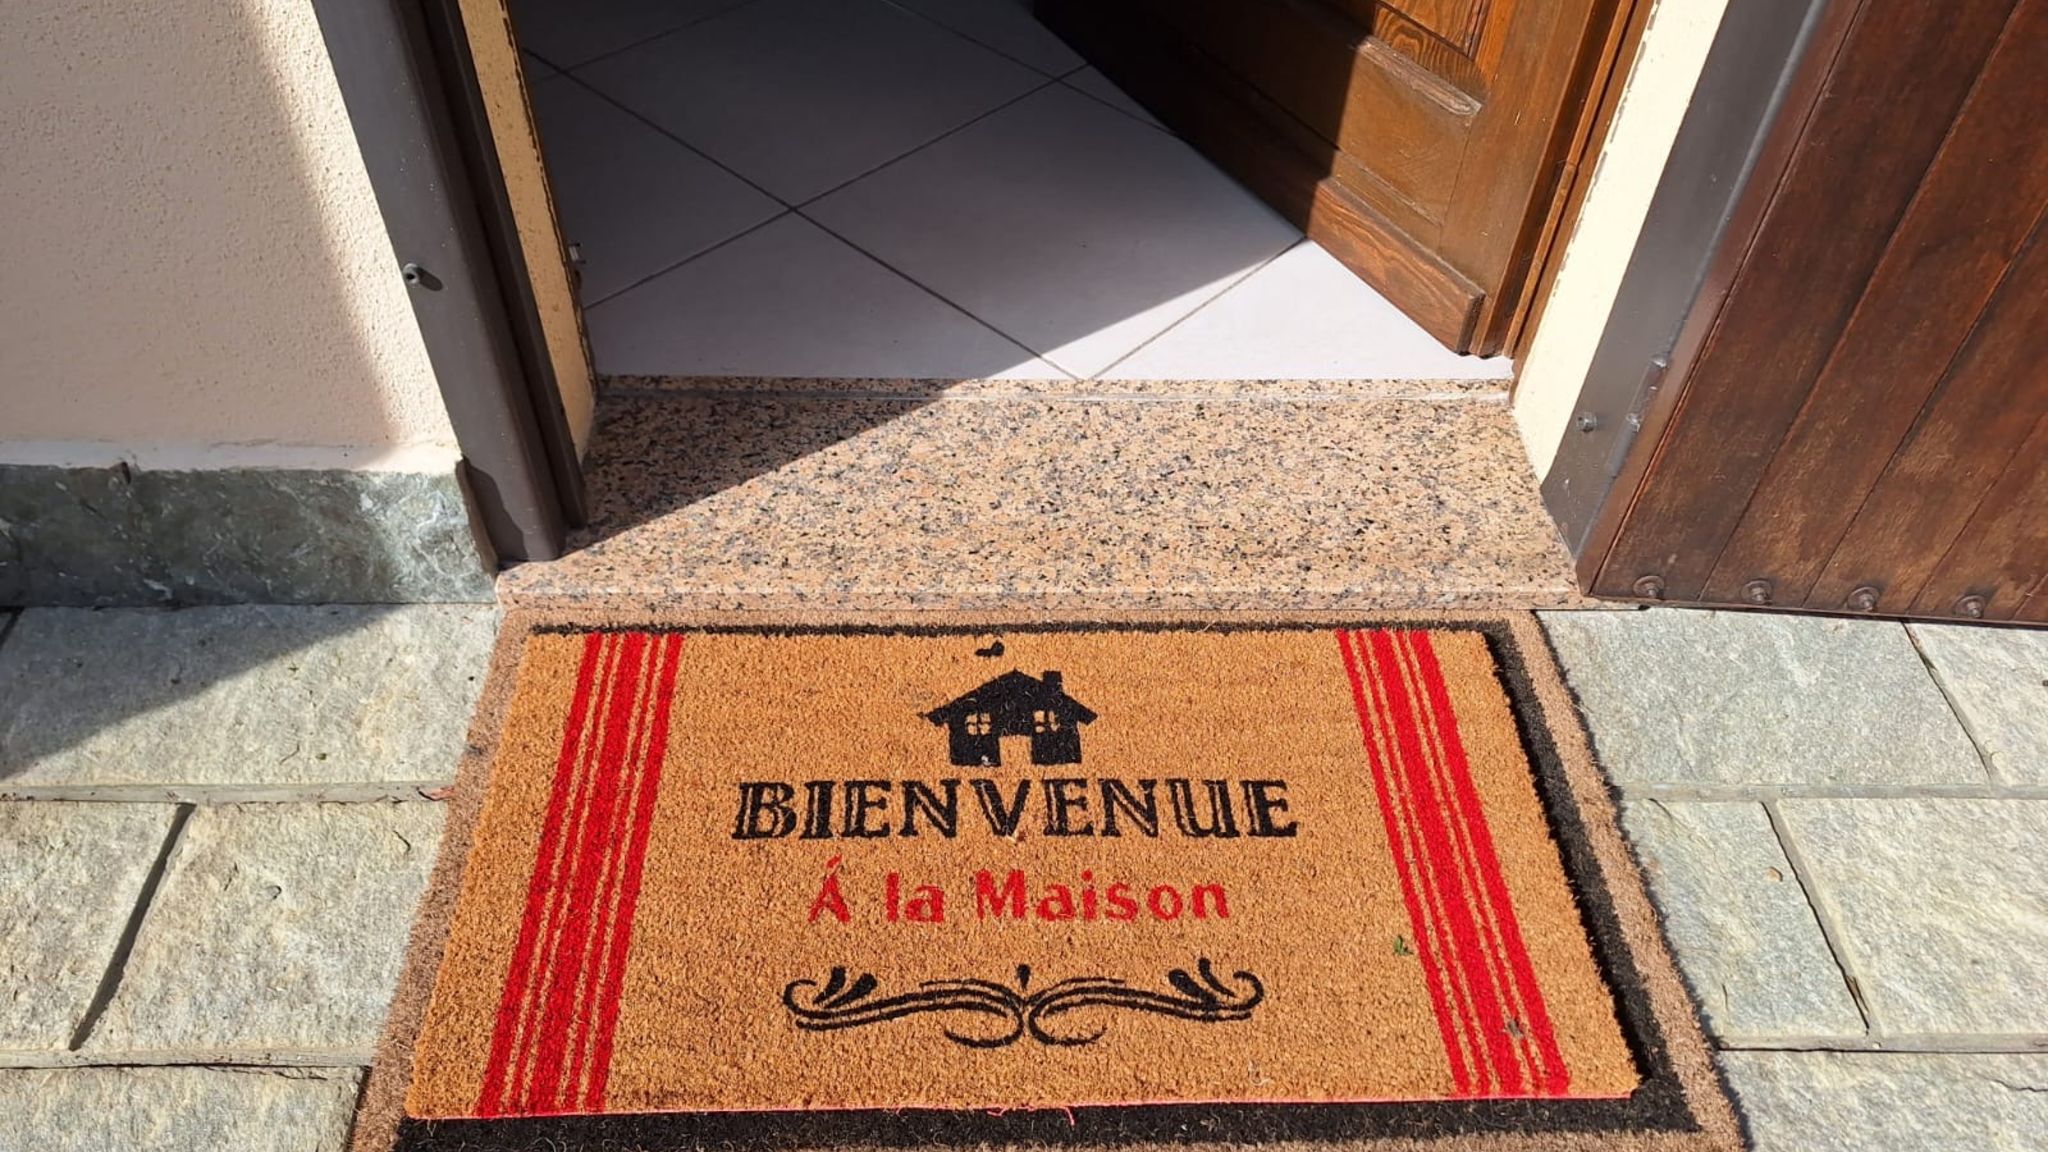 BIENVENUE
Á la Maison